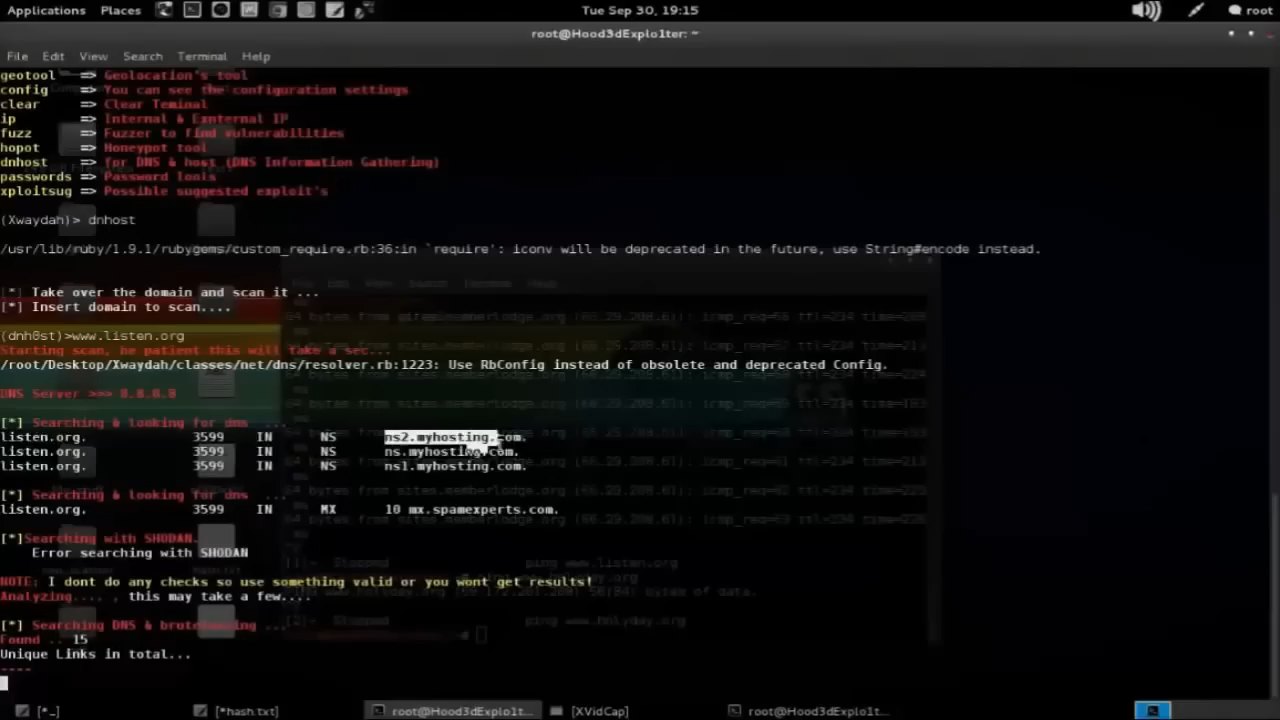 Applications Places Tue Sep 30, 19:15 root
root@Hood3dExplo1ter: ~
File Edit View Search Terminal Help
geotool => Geolocation's tool
config => You can see the configuration settings
clear => Clear Teminal
ip => Internal & Exnternal IP
fuzz => Fuzzer to find vulnerabilities
hopot => Honeypot tool
dnhost => for DNS & host (DNS Information Gathering)
passwords => Password Tools
xploitsug => Possible suggested exploit's
(Xwaydah)> dnhost
/usr/lib/ruby/1.9.1/rubygems/custom_require.rb:36:in `require': iconv will be deprecated in the future, use String#encode instead.
[*] Take over the domain and scan it ...
[*] Insert domain to scan....
(dnh0st)>www.listen.org
Starting scan, be patient this will take a sec...
/root/Desktop/Xwaydah/classes/net/dns/resolver.rb:1223: Use RbConfig instead of obsolete and deprecated Config.
DNS Server >>> 8.8.8.8
[*] Searching & looking for dns ...
listen.org. 3599 IN NS ns2.myhosting.com.
listen.org. 3599 IN NS ns.myhosting.com.
listen.org. 3599 IN NS ns1.myhosting.com.
[*] Searching & looking for dns ...
listen.org. 3599 IN MX 10 mx.spamexperts.com.
[*]Searching with SHODAN.
Error searching with SHODAN
NOTE: I dont do any checks so use something valid or you wont get results!
Analyzing.... , this may take a few....
[*] Searching DNS & bruteforcing ...
Found .. 15
Unique Links in total...
----
[*_] [*hash.txt] root@Hood3dExplo1t... [XVidCap] root@Hood3dExplo1t...